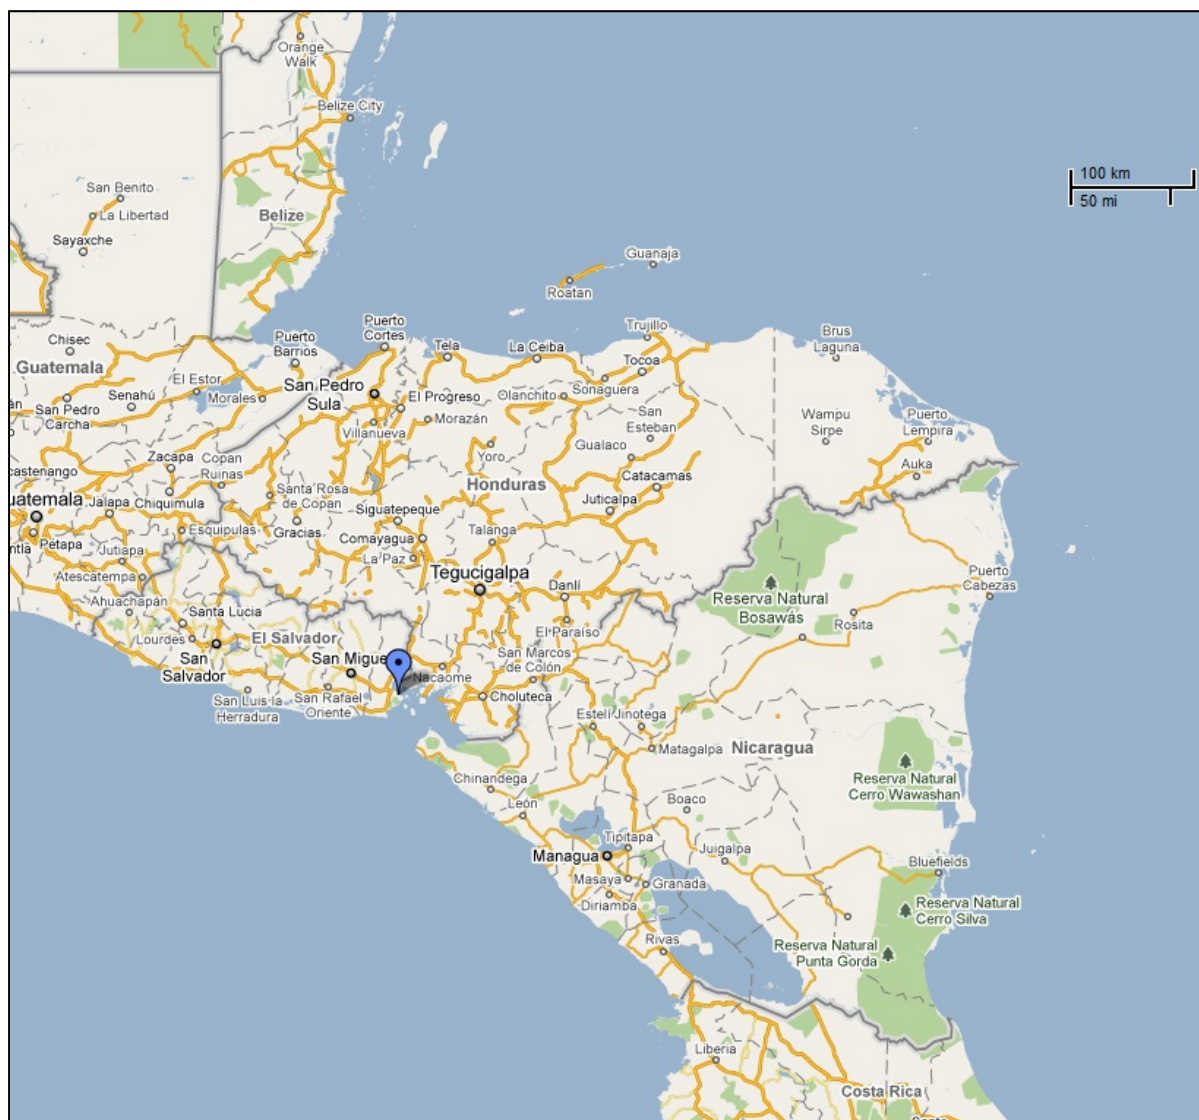 Orange
Walk
Belize City
100 km
50 mi
San Benito
La Libertad
Belize
Sayaxche
Guanaja
Roatan
Puerto
Cortes
Trujillo
Brus
Laguna
Chisec
Puerto
Barrios
Tela
La Ceiba
Guatemala
Tocoa
El Estor
San Pedro
Sula
Sonaguera
Senahú
Morales
El Progreso
Olanchito
San Pedro
Carcha
Morazán
San
Esteban
Wampu
Sirpe
Puerto
Lempira
Villanueva
Gualaco
Zacapa
Copan
Ruinas
Yoro
Auka
castenango
Honduras
Catacamas
uatemala
Jalapa
Chiquimula
Santa Rosa
de Copan
Siguatepeque
Juticalpa
Esquipulas
Gracias
Comayagua
Talanga
Petapa
Jutiapa
La Paz
Atescatempa
Tegucigalpa
Danlí
Puerto
Cabezas
Reserva Natural
Bosawás
Ahuachapán
Santa Lucia
Rosita
Lourdes
El Salvador
El Paraíso
San
Salvador
San Migue
San Marcos
de Colón
Nacaome
San Luis la
Herradura
San Rafael
Oriente
Choluteca
Estelí
Jinotega
Matagalpa
Nicaragua
Chinandega
Reserva Natural
Cerro Wawashan
León
Boaco
Tipitapa
Managua
Juigalpa
Bluefields
Masaya
Granada
Diriamba
Reserva Natural
Cerro Silva
Rivas
Reserva Natural
Punta Gorda
Liberia
Costa Rica